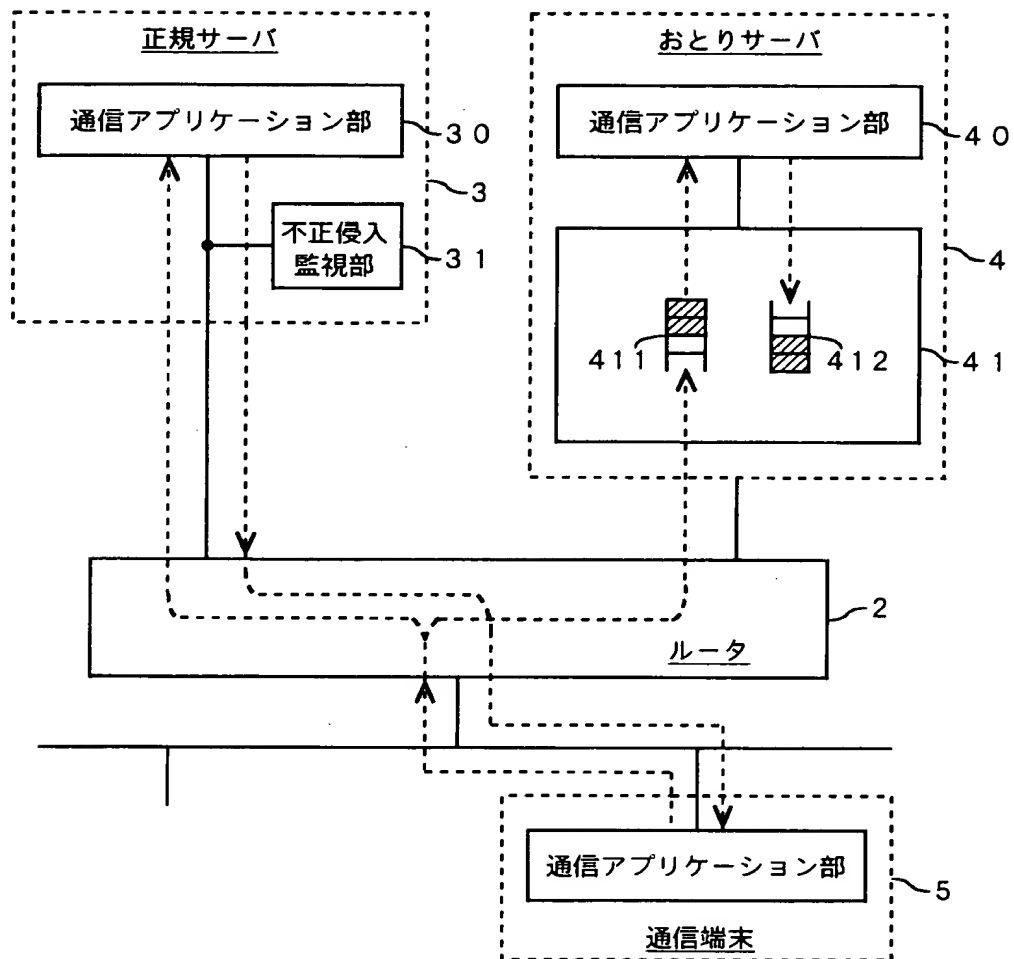 正規サーバ
おとりサーバ
通信アプリケーション部
30
通信アプリケーション部
40
3
不正侵入
監視部
31
4
411
412
41
2
ルータ
通信アプリケーション部
5
通信端末